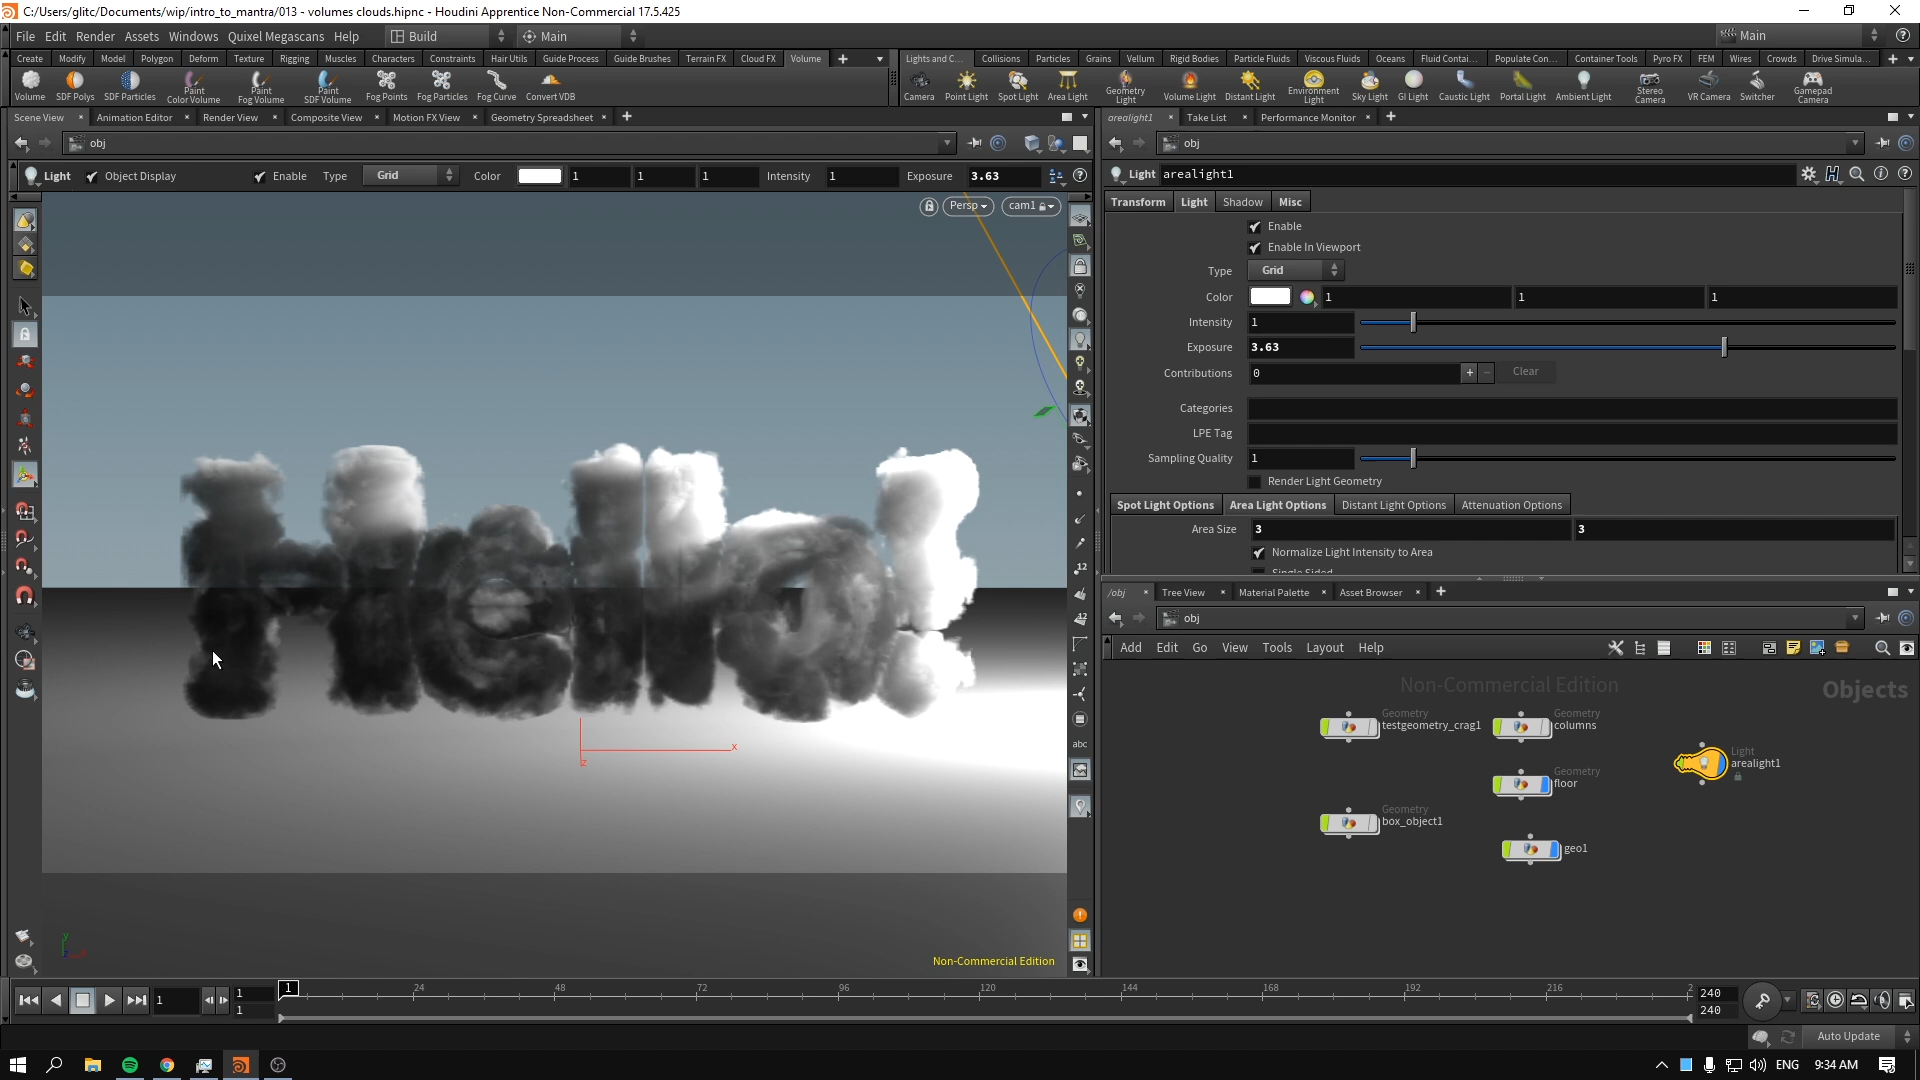 C:/Users/glitc/Documents/wip/intro_to_mantra/013 - volumes clouds.hipnc - Houdini Apprentice Non-Commercial 17.5.425
File Edit Render Assets Windows Quixel Megascans Help Build Main Main
Create Modify Model Polygon Deform Texture Rigging Muscles Characters Constraints Hair Utils Guide Process Guide Brushes Terrain FX Cloud FX Volume
Volume SDF Polys SDF Particles Paint Color Volume Paint Fog Volume Paint SDF Volume Fog Points Fog Particles Fog Curve Convert VDB
Lights and C... Collisions Particles Grains Vellum Rigid Bodies Particle Fluids Viscous Fluids Oceans Fluid Contai... Populate Con... Container Tools Pyro FX FEM Wires Crowds Drive Simula...
Camera Point Light Spot Light Area Light Geometry Light Volume Light Distant Light Environment Light Sky Light GI Light Caustic Light Portal Light Ambient Light Stereo Camera VR Camera Switcher Gamepad Camera
Scene View Animation Editor Render View Composite View Motion FX View Geometry Spreadsheet
obj
Light Object Display Enable Type Grid Color 1 1 1 Intensity 1 Exposure 3.63
Persp cam1
Hello!
x
z
y
Non-Commercial Edition
12
12
abc
arealight1 Take List Performance Monitor
obj
Light arealight1
Transform Light Shadow Misc
Enable
Enable In Viewport
Type Grid
Color 1 1 1
Intensity 1
Exposure 3.63
Contributions 0 + - Clear
Categories
LPE Tag
Sampling Quality 1
Render Light Geometry
Spot Light Options Area Light Options Distant Light Options Attenuation Options
Area Size 3 3
Normalize Light Intensity to Area
Single Sided
/obj Tree View Material Palette Asset Browser
obj
Add Edit Go View Tools Layout Help
Non-Commercial Edition Objects
Geometry
testgeometry_crag1
Geometry
columns
Light
arealight1
Geometry
floor
Geometry
box_object1
geo1
1 1 1 1 24 48 72 96 120 144 168 192 216 2 240 240
Auto Update
ENG 9:34 AM